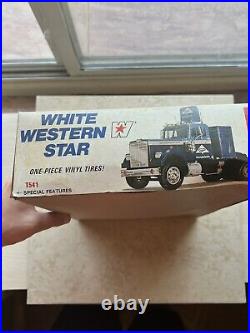 WHITE
WESTERN
STAR
W
ONE-PIECE VINYL TIRES!
T541
SPECIAL FEATURES